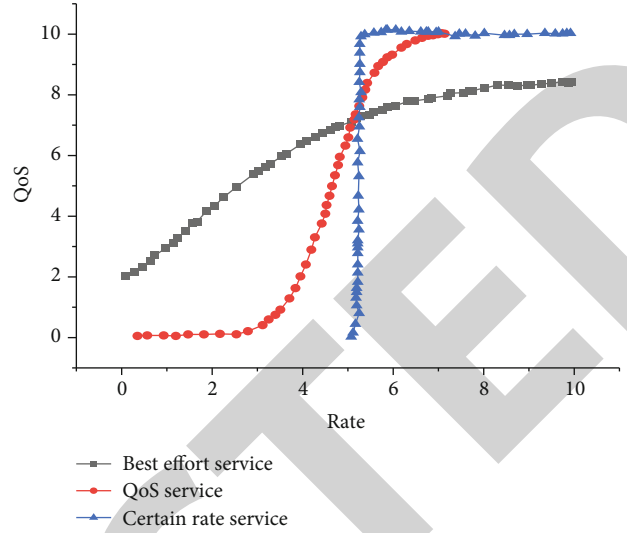 10
8
6
4
2
0
QoS
0 2 4 6 8 10
Rate
Best effort service
QoS service
Certain rate service